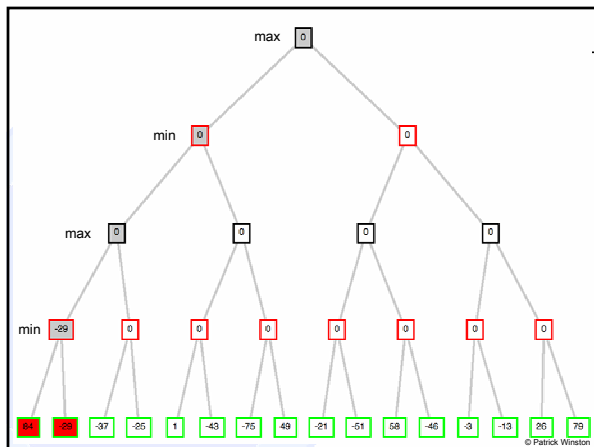 max 0
min 0 0
max 0 0 0 0
min -29 0 0 0 0 0 0 0
84 -29 -37 -25 1 -43 -75 49 -21 -51 58 -46 -3 -13 26 79
© Patrick Winston